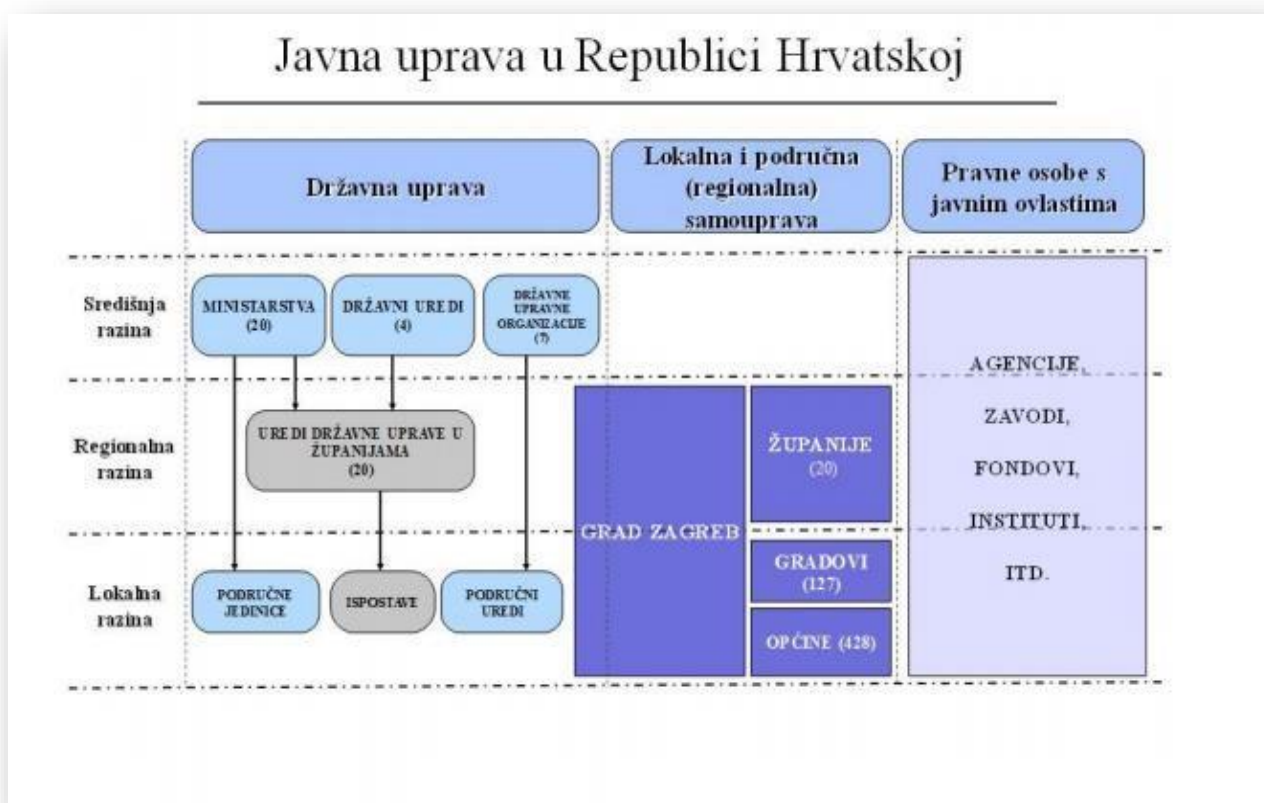 Javna uprava u Republici Hrvatskoj
Državna uprava
Lokalna i područna
(regionalna)
samouprava
Pravne osobe s
javnim ovlastima
Središnja
razina
MINISTARSTVA
(20)
DRŽAVNI UREDI
(4)
DRŽAVNE
UPRAVNE
ORGANIZACIJE
(7)
Regionalna
razina
UREDI DRŽAVNE UPRAVE U
ŽUPANIJAMA
(20)
GRAD ZAGREB
ŽUPANIJE
(20)
Lokalna
razina
PODRUČNE
JEDINICE
ISPOSTAVE
PODRUČNI
UREDI
GRADOVI
(127)
OPĆINE (428)
AGENCIJE,
ZAVODI,
FONDOVI,
INSTITUTI,
ITD.